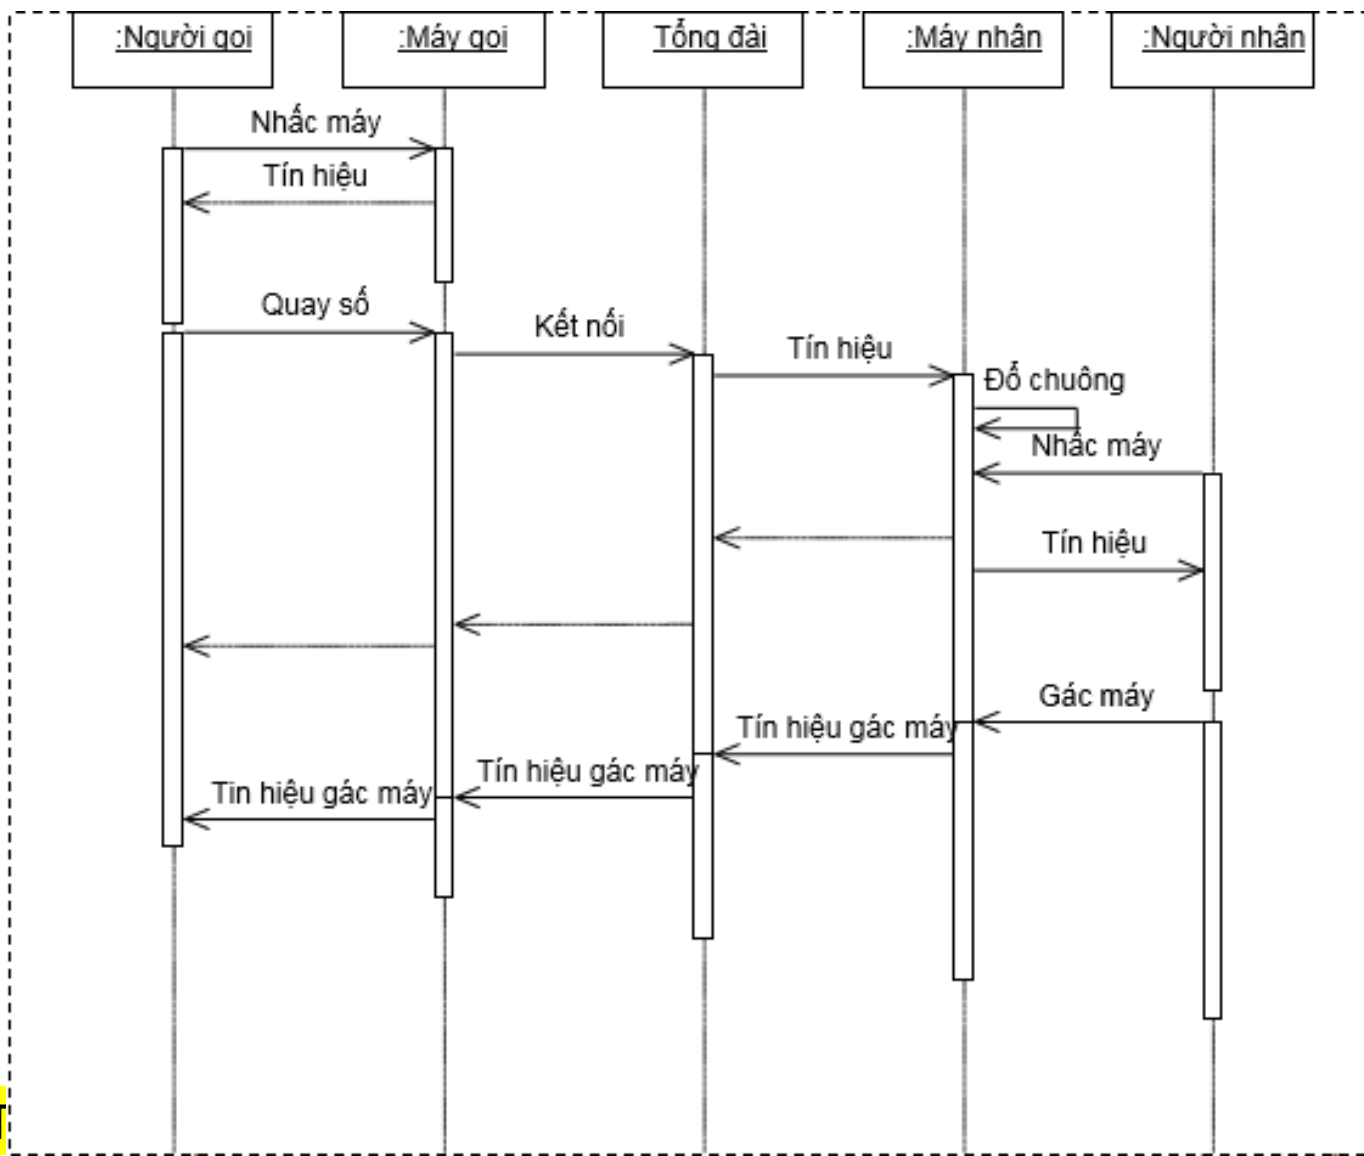 :Người gọi
:Máy gọi
Tổng đài
:Máy nhận
:Người nhận
Nhấc máy
Tín hiệu
Quay số
Kết nối
Tín hiệu
Đổ chuông
Nhấc máy
Tín hiệu
Gác máy
Tín hiệu gác máy
Tín hiệu gác máy
Tin hiệu gác máy